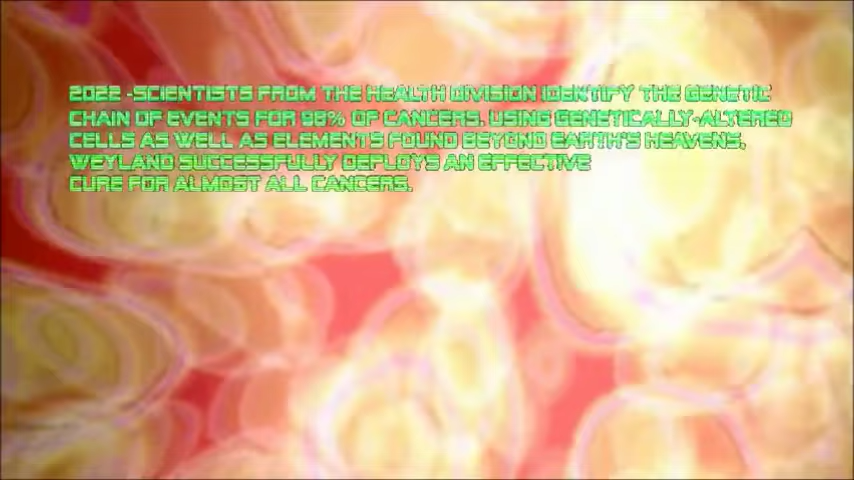 2022 -SCIENTISTS FROM THE HEALTH DIVISION IDENTIFY THE GENETIC
CHAIN OF EVENTS FOR 98% OF CANCERS. USING GENETICALLY-ALTERED
CELLS AS WELL AS ELEMENTS FOUND BEYOND EARTH'S HEAVENS,
WEYLAND SUCCESSFULLY DEPLOYS AN EFFECTIVE
CURE FOR ALMOST ALL CANCERS.